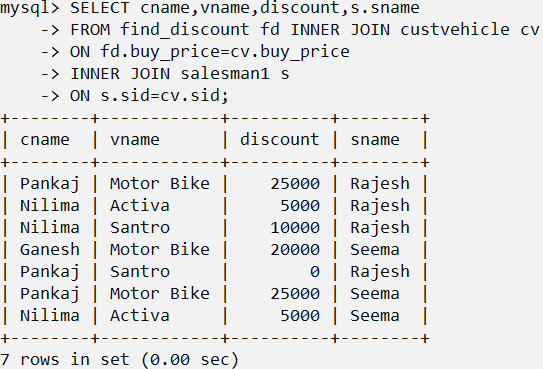 mysql> SELECT cname,vname,discount,s.sname
    -> FROM find_discount fd INNER JOIN custvehicle cv
    -> ON fd.buy_price=cv.buy_price
    -> INNER JOIN salesman1 s
    -> ON s.sid=cv.sid;
+--------+------------+----------+--------+
| cname  | vname      | discount | sname  |
+--------+------------+----------+--------+
| Pankaj | Motor Bike |    25000 | Rajesh |
| Nilima | Activa     |     5000 | Rajesh |
| Nilima | Santro     |    10000 | Rajesh |
| Ganesh | Motor Bike |    20000 | Seema  |
| Pankaj | Santro     |        0 | Rajesh |
| Pankaj | Motor Bike |    25000 | Seema  |
| Nilima | Activa     |     5000 | Seema  |
+--------+------------+----------+--------+
7 rows in set (0.00 sec)